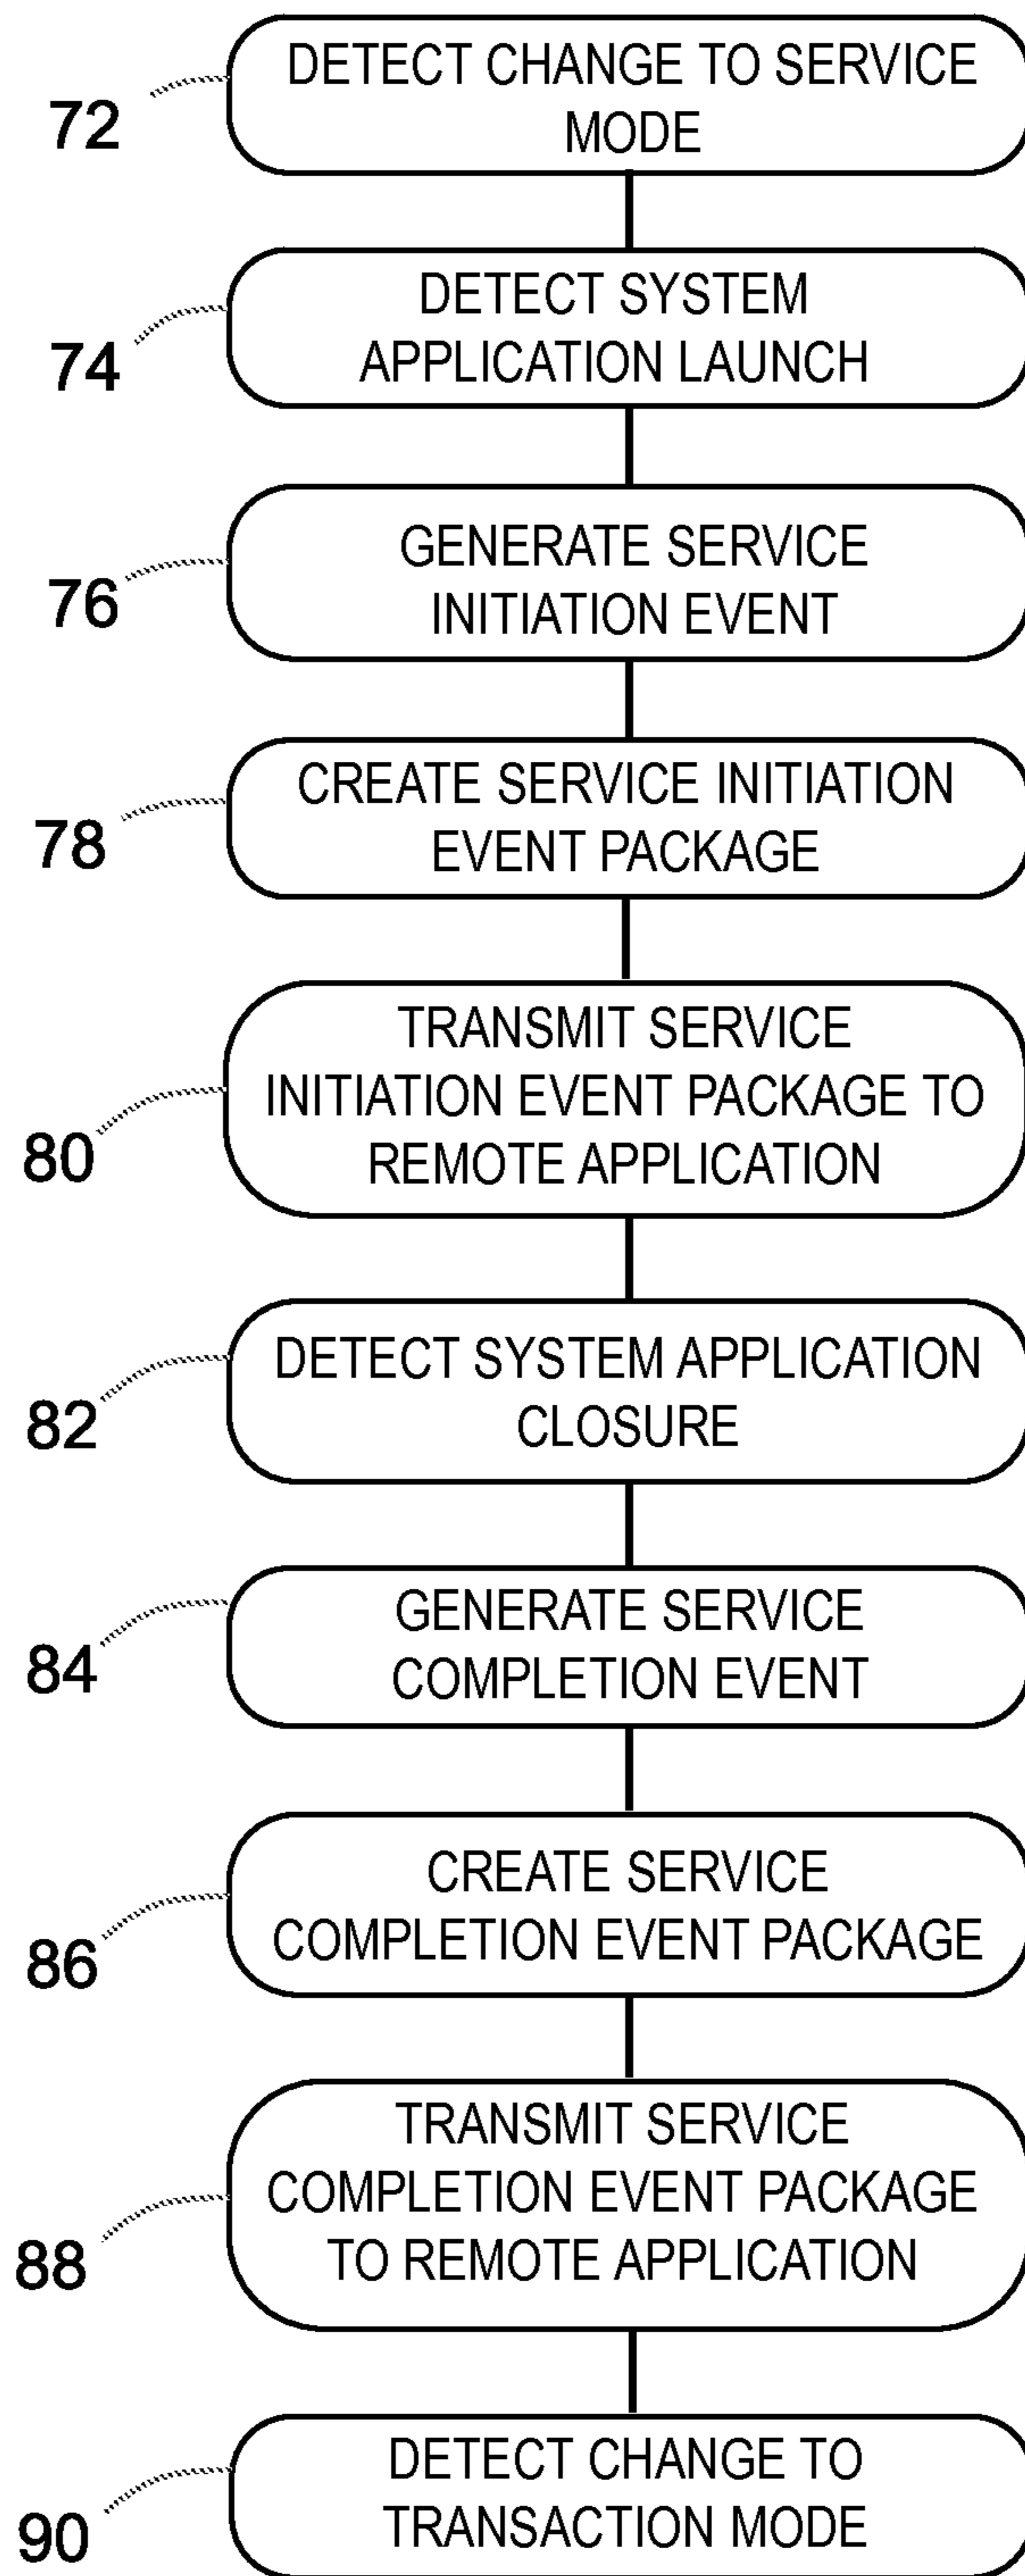 DETECT CHANGE TO SERVICE
MODE
72
DETECT SYSTEM
APPLICATION LAUNCH
74
GENERATE SERVICE
INITIATION EVENT
76
CREATE SERVICE INITIATION
EVENT PACKAGE
78
TRANSMIT SERVICE
INITIATION EVENT PACKAGE TO
REMOTE APPLICATION
80
DETECT SYSTEM APPLICATION
CLOSURE
82
GENERATE SERVICE
COMPLETION EVENT
84
CREATE SERVICE
COMPLETION EVENT PACKAGE
86
TRANSMIT SERVICE
COMPLETION EVENT PACKAGE
TO REMOTE APPLICATION
88
DETECT CHANGE TO
TRANSACTION MODE
90